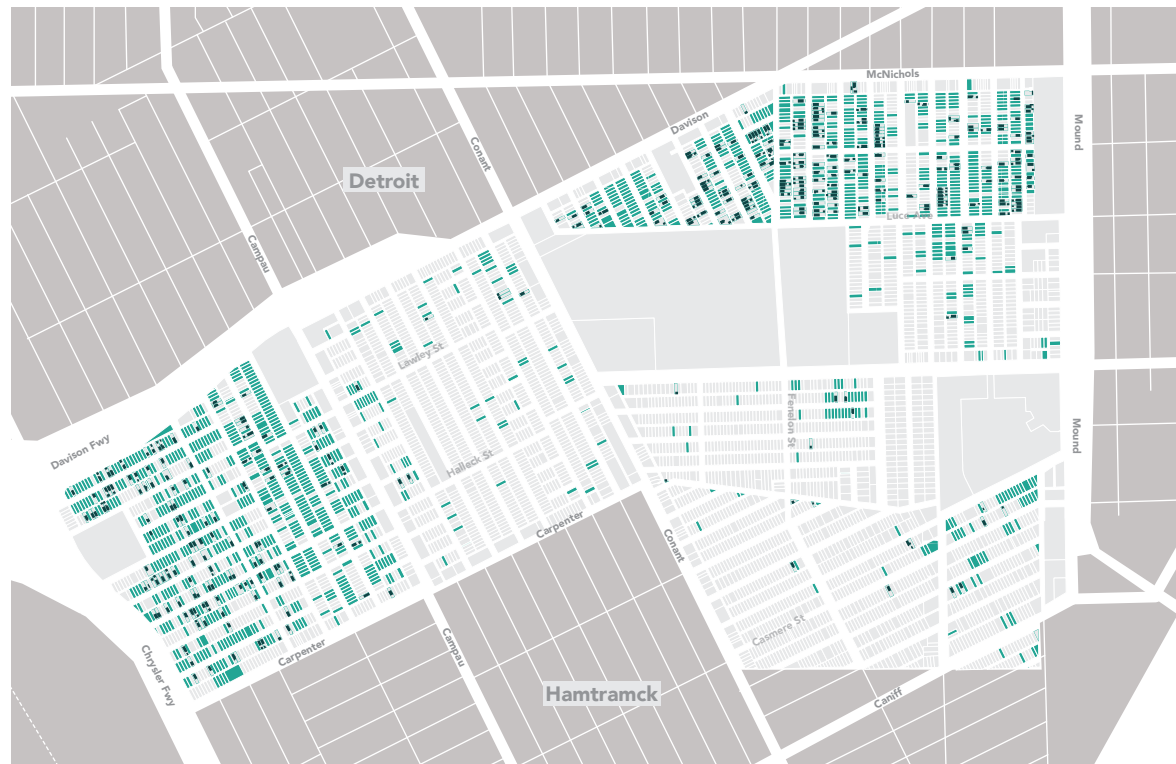 McNichols
Davison
Mound
Conant
Detroit
Luce Ave
Campau
Lawley St
Fenelon St
Mound
Davison Fwy
Halleck St
Carpenter
Conant
Casmere St
Carpenter
Campau
Chrysler Fwy
Hamtramck
Caniff